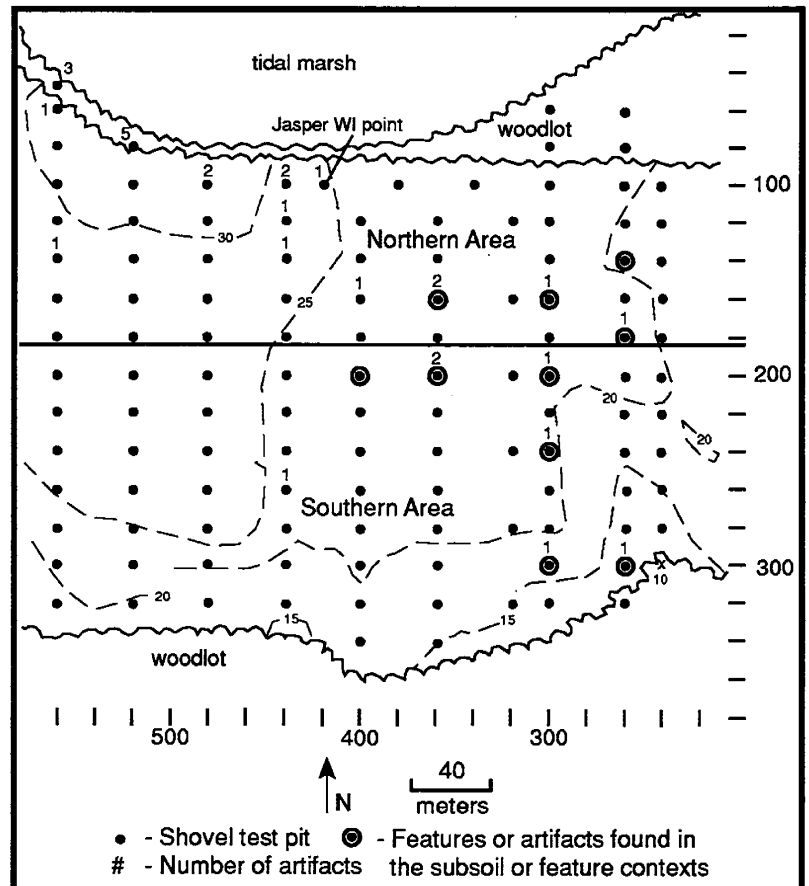 3
tidal marsh
1
5
Jasper WI point
woodlot
2
2
1
100
1
1
1
30
Northern Area
25
1
2
1
1
2
1
200
20
20
1
1
Southern Area
1
1
300
10
20
15
15
woodlot
500
400
300
N
40
meters
- Shovel test pit
- Features or artifacts found in
the subsoil or feature contexts
# - Number of artifacts